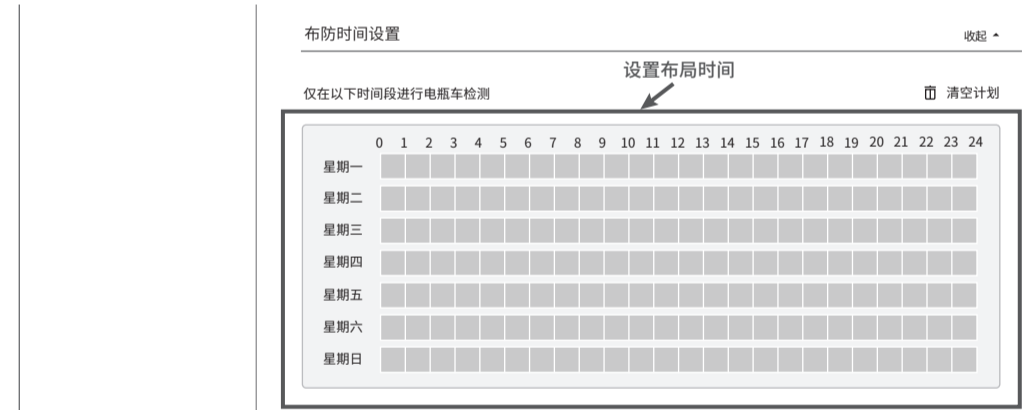 布防时间设置 收起
设置布局时间
仅在以下时间段进行电瓶车检测 清空计划
0 1 2 3 4 5 6 7 8 9 10 11 12 13 14 15 16 17 18 19 20 21 22 23 24
星期一
星期二
星期三
星期四
星期五
星期六
星期日